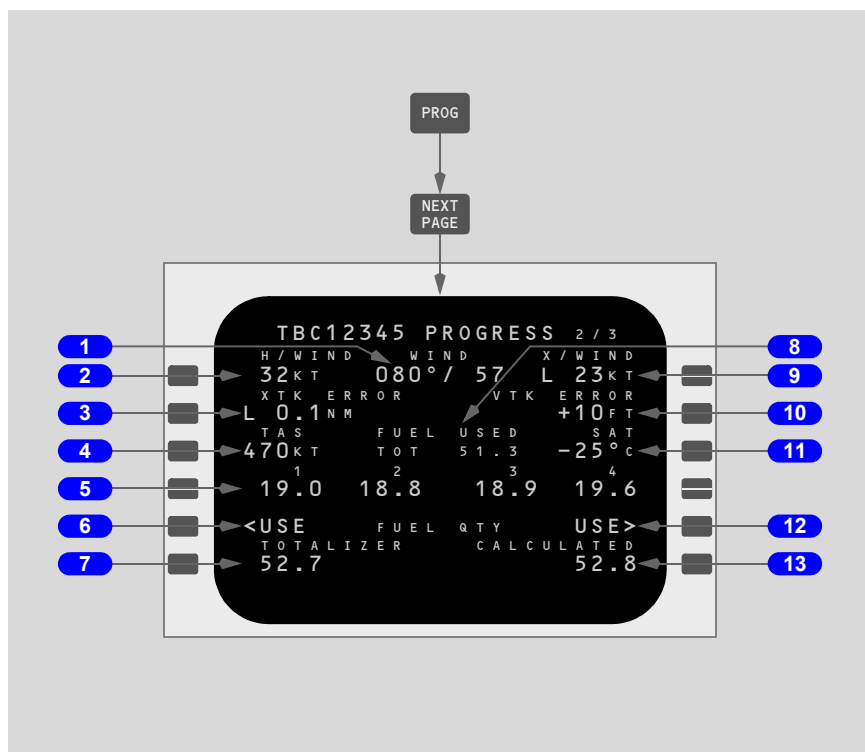 PROG
NEXT
PAGE
TBC12345 PROGRESS 2/3
1 8
H/WIND WIND X/WIND
2 32KT 080°/ 57 L 23KT 9
XTK ERROR VTK ERROR
3 L 0.1NM +10FT 10
TAS FUEL USED SAT
4 470KT TOT 51.3 -25°C 11
1 2 3 4
5 19.0 18.8 18.9 19.6
6 <USE FUEL QTY USE> 12
TOTALIZER CALCULATED
7 52.7 52.8 13